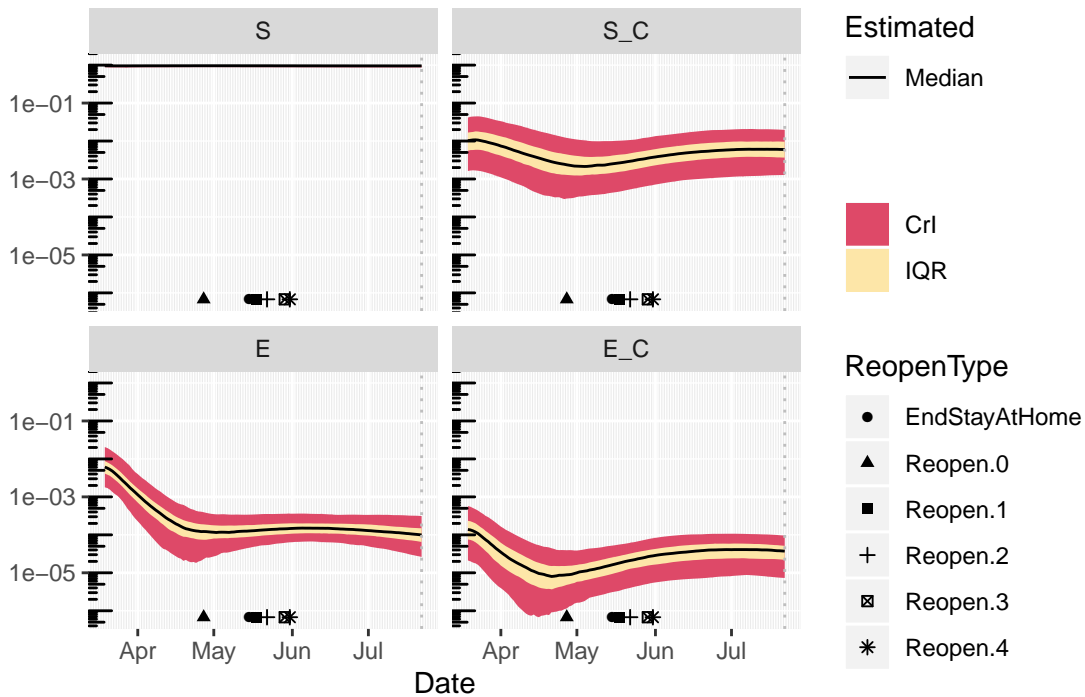 S
S_C
1e−01
1e−03
1e−05
E
E_C
1e−01
1e−03
1e−05
Apr
May
Jun
Jul
Apr
May
Jun
Jul
Date
Estimated
Median
CrI
IQR
ReopenType
EndStayAtHome
Reopen.0
Reopen.1
Reopen.2
Reopen.3
Reopen.4